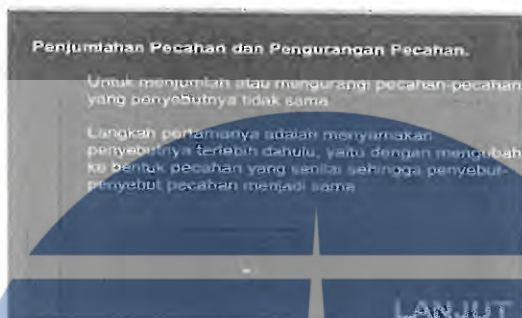 Penjumlahan Pecahan dan Pengurangan Pecahan.
Untuk menjumlah atau mengurangi pecahan-pecahan
yang penyebutnya tidak sama
Langkah pertamanya adalah menyamakan
penyebutnya terlebih dahulu, yaitu dengan mengubah
ke bentuk pecahan yang senilai sehingga penyebut-
penyebut pecahan menjadi sama
LANJUT